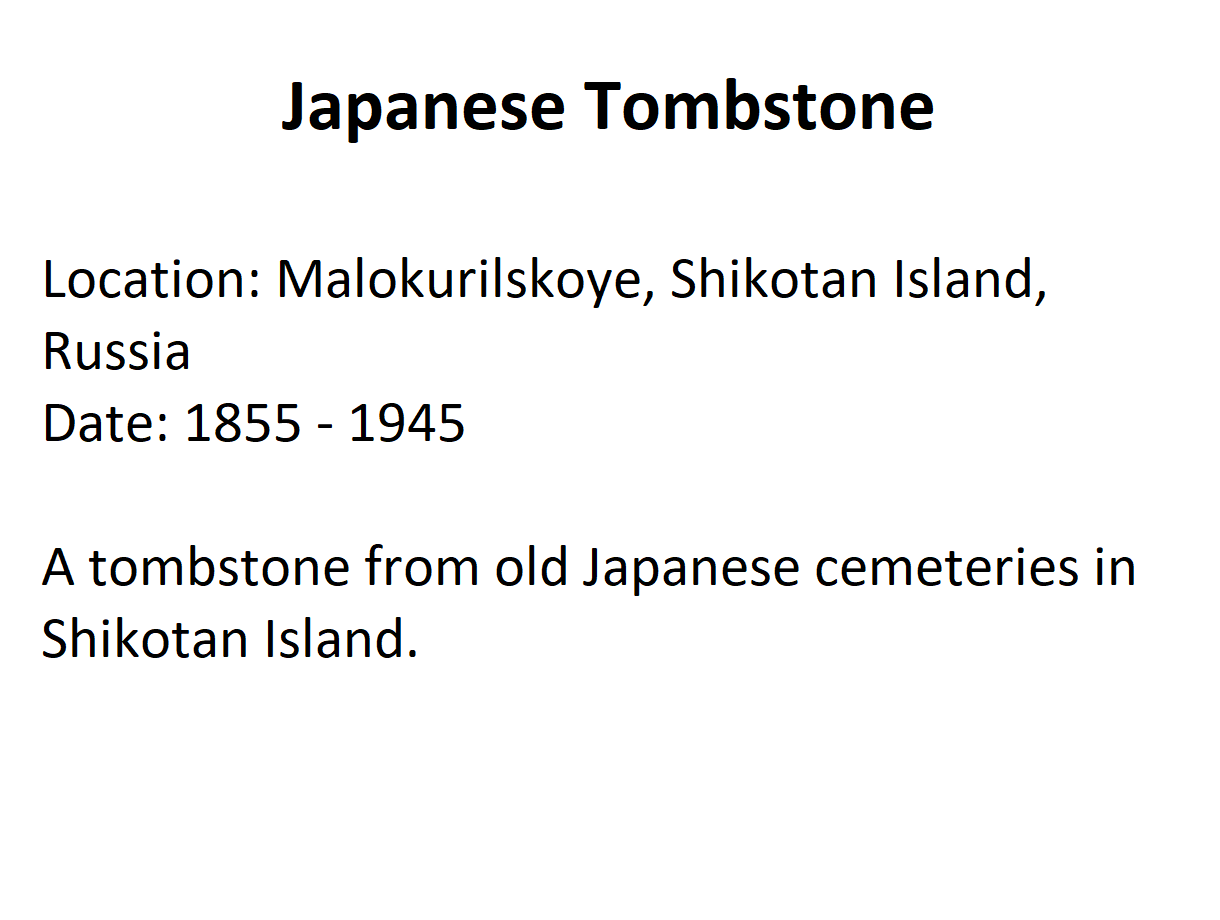 Japanese Tombstone
Location: Malokurilskoye, Shikotan Island,
Russia
Date: 1855 - 1945
A tombstone from old Japanese cemeteries in
Shikotan Island.